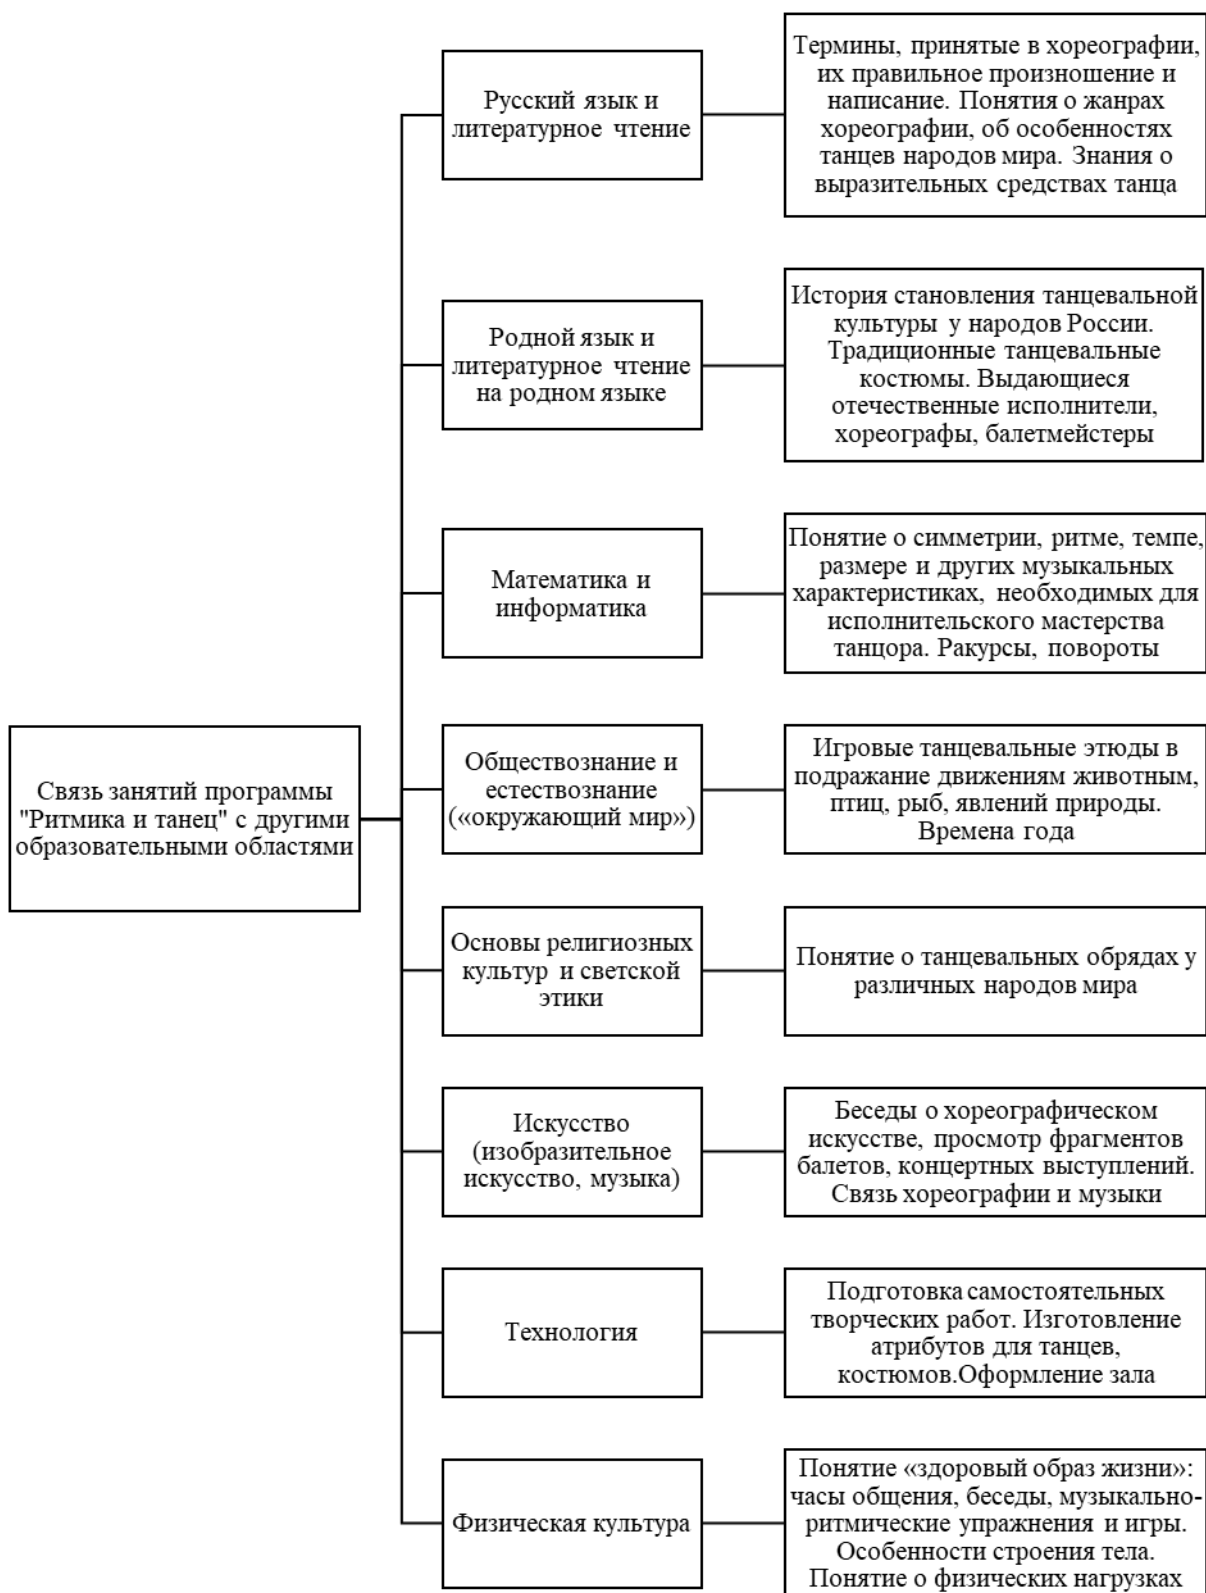 Связь занятий программы
"Ритмика и танец" с другими
образовательными областями
Русский язык и
литературное чтение
Термины, принятые в хореографии,
их правильное произношение и
написание. Понятия о жанрах
хореографии, об особенностях
танцев народов мира. Знания о
выразительных средствах танца
Родной язык и
литературное чтение
на родном языке
История становления танцевальной
культуры у народов России.
Традиционные танцевальные
костюмы. Выдающиеся
отечественные исполнители,
хореографы, балетмейстеры
Математика и
информатика
Понятие о симметрии, ритме, темпе,
размере и других музыкальных
характеристиках, необходимых для
исполнительского мастерства
танцора. Ракурсы, повороты
Обществознание и
естествознание
(«окружающий мир»)
Игровые танцевальные этюды в
подражание движениям животным,
птиц, рыб, явлений природы.
Времена года
Основы религиозных
культур и светской
этики
Понятие о танцевальных обрядах у
различных народов мира
Искусство
(изобразительное
искусство, музыка)
Беседы о хореографическом
искусстве, просмотр фрагментов
балетов, концертных выступлений.
Связь хореографии и музыки
Технология
Подготовка самостоятельных
творческих работ. Изготовление
атрибутов для танцев,
костюмов.Оформление зала
Физическая культура
Понятие «здоровый образ жизни»:
часы общения, беседы, музыкально-
ритмические упражнения и игры.
Особенности строения тела.
Понятие о физических нагрузках